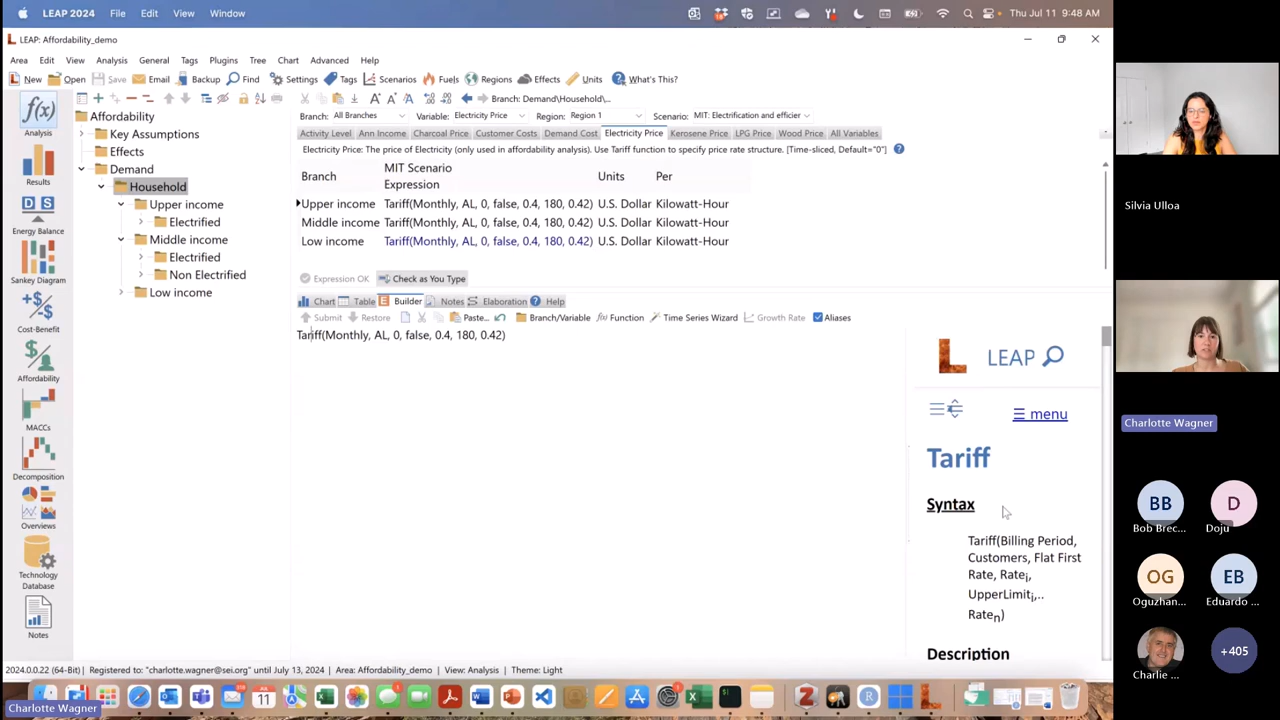 LEAP 2024 File Edit View Window Thu Jul 11 9:48 AM
LEAP: Affordability_demo
Area Edit View Analysis General Tags Plugins Tree Chart Advanced Help
New Open Save Email Backup Find Settings Tags Scenarios Fuels Regions Effects Units What's This?
Branch: Demand\Household\...
Branch: All Branches Variable: Electricity Price Region: Region 1 Scenario: MIT: Electrification and efficier
Activity Level Ann Income Charcoal Price Customer Costs Demand Cost Electricity Price Kerosene Price LPG Price Wood Price All Variables
Electricity Price: The price of Electricity (only used in affordability analysis). Use Tariff function to specify price rate structure. [Time-sliced, Default="0"]
Branch MIT Scenario Expression Units Per
Upper income Tariff(Monthly, AL, 0, false, 0.4, 180, 0.42) U.S. Dollar Kilowatt-Hour
Middle income Tariff(Monthly, AL, 0, false, 0.4, 180, 0.42) U.S. Dollar Kilowatt-Hour
Low income Tariff(Monthly, AL, 0, false, 0.4, 180, 0.42) U.S. Dollar Kilowatt-Hour
Expression OK Check as You Type
Chart Table Builder Notes Elaboration Help
Submit Restore Paste... Branch/Variable f(x) Function Time Series Wizard Growth Rate Aliases
Tariff(Monthly, AL, 0, false, 0.4, 180, 0.42)
f(x)
Analysis
Results
D S
Energy Balance
Sankey Diagram
Cost-Benefit
Affordability
MACCs
Decomposition
Overviews
Technology
Database
Notes
Affordability
Key Assumptions
Effects
Demand
Household
Upper income
Electrified
Middle income
Electrified
Non Electrified
Low income
LEAP
☰ menu
Tariff
Syntax
Tariff(Billing Period,
Customers, Flat First
Rate, Ratei,
UpperLimiti,..
Raten)
Description
2024.0.0.22 (64-Bit) Registered to: "charlotte.wagner@sei.org" until July 13, 2024 Area: Affordability_demo View: Analysis Theme: Light
Charlotte Wagner
Silvia Ulloa
Charlotte Wagner
BB
D
Bob Brec...
Doju
OG
EB
Oguzhan...
Eduardo ...
+405
Charlie ...